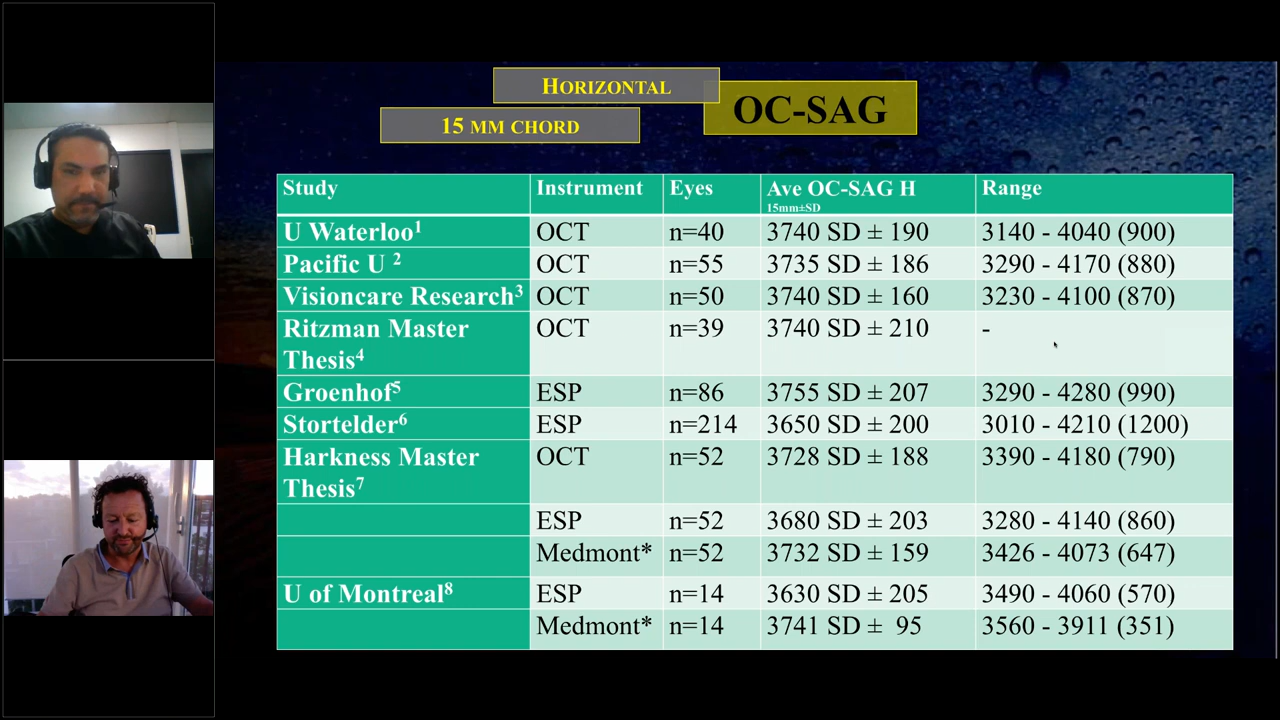 HORIZONTAL
OC-SAG
15 MM CHORD
Study Instrument Eyes Ave OC-SAG H Range
15mm±SD
U Waterloo¹ OCT n=40 3740 SD ± 190 3140 - 4040 (900)
Pacific U ² OCT n=55 3735 SD ± 186 3290 - 4170 (880)
Visioncare Research³ OCT n=50 3740 SD ± 160 3230 - 4100 (870)
Ritzman Master OCT n=39 3740 SD ± 210 -
Thesis⁴
Groenhof⁵ ESP n=86 3755 SD ± 207 3290 - 4280 (990)
Stortelder⁶ ESP n=214 3650 SD ± 200 3010 - 4210 (1200)
Harkness Master OCT n=52 3728 SD ± 188 3390 - 4180 (790)
Thesis⁷
ESP n=52 3680 SD ± 203 3280 - 4140 (860)
Medmont* n=52 3732 SD ± 159 3426 - 4073 (647)
U of Montreal⁸ ESP n=14 3630 SD ± 205 3490 - 4060 (570)
Medmont* n=14 3741 SD ± 95 3560 - 3911 (351)